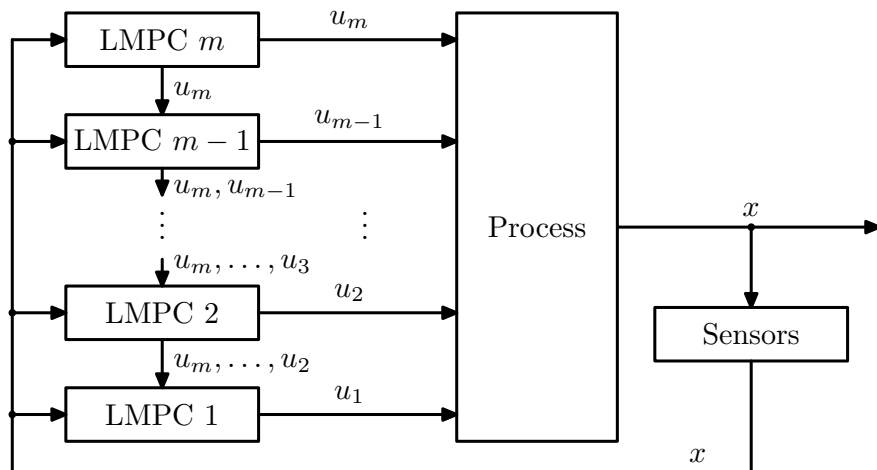 LMPC m
u_m
u_m
LMPC m − 1
u_{m−1}
u_m, u_{m−1}
⋮ ⋮
Process
x
u_m, . . . , u_3
LMPC 2
u_2
Sensors
u_m, . . . , u_2
LMPC 1
u_1
x